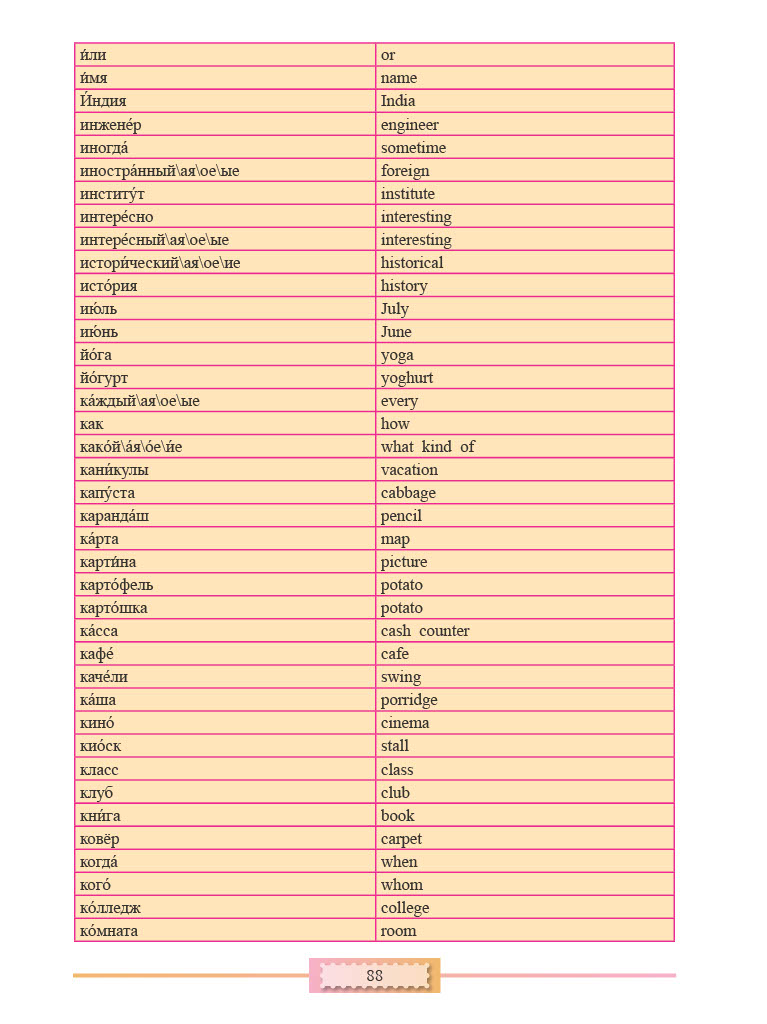 и́ли or
и́мя name
И́ндия India
инжене́р engineer
иногда́ sometime
иностра́нный\ая\ое\ые foreign
институ́т institute
интере́сно interesting
интере́сный\ая\ое\ые interesting
истори́ческий\ая\ое\ие historical
исто́рия history
ию́ль July
ию́нь June
йо́га yoga
йо́гурт yoghurt
ка́ждый\ая\ое\ые every
как how
како́й\а́я\о́е\и́е what kind of
кани́кулы vacation
капу́ста cabbage
каранда́ш pencil
ка́рта map
карти́на picture
карто́фель potato
карто́шка potato
ка́сса cash counter
кафе́ cafe
каче́ли swing
ка́ша porridge
кино́ cinema
кио́ск stall
класс class
клуб club
кни́га book
ковёр carpet
когда́ when
кого́ whom
ко́лледж college
ко́мната room
88